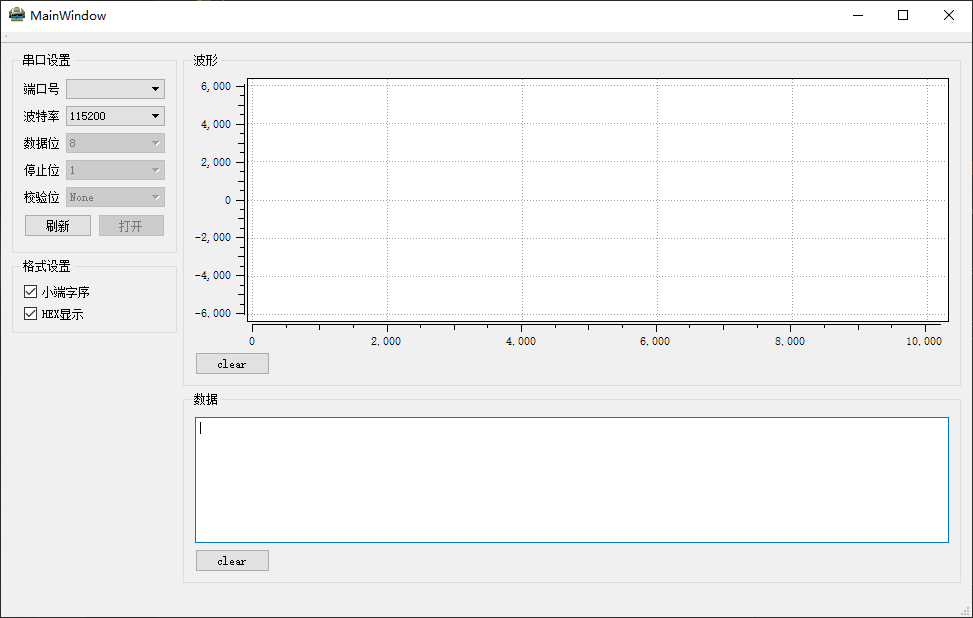 MainWindow
串口设置
端口号
波特率 115200
数据位 8
停止位 1
校验位 None
刷新 打开
格式设置
小端字序
HEX显示
波形
6,000
4,000
2,000
0
-2,000
-4,000
-6,000
0 2,000 4,000 6,000 8,000 10,000
clear
数据
clear